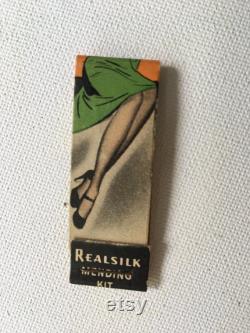 REALSILK
MENDING
KIT
etsy